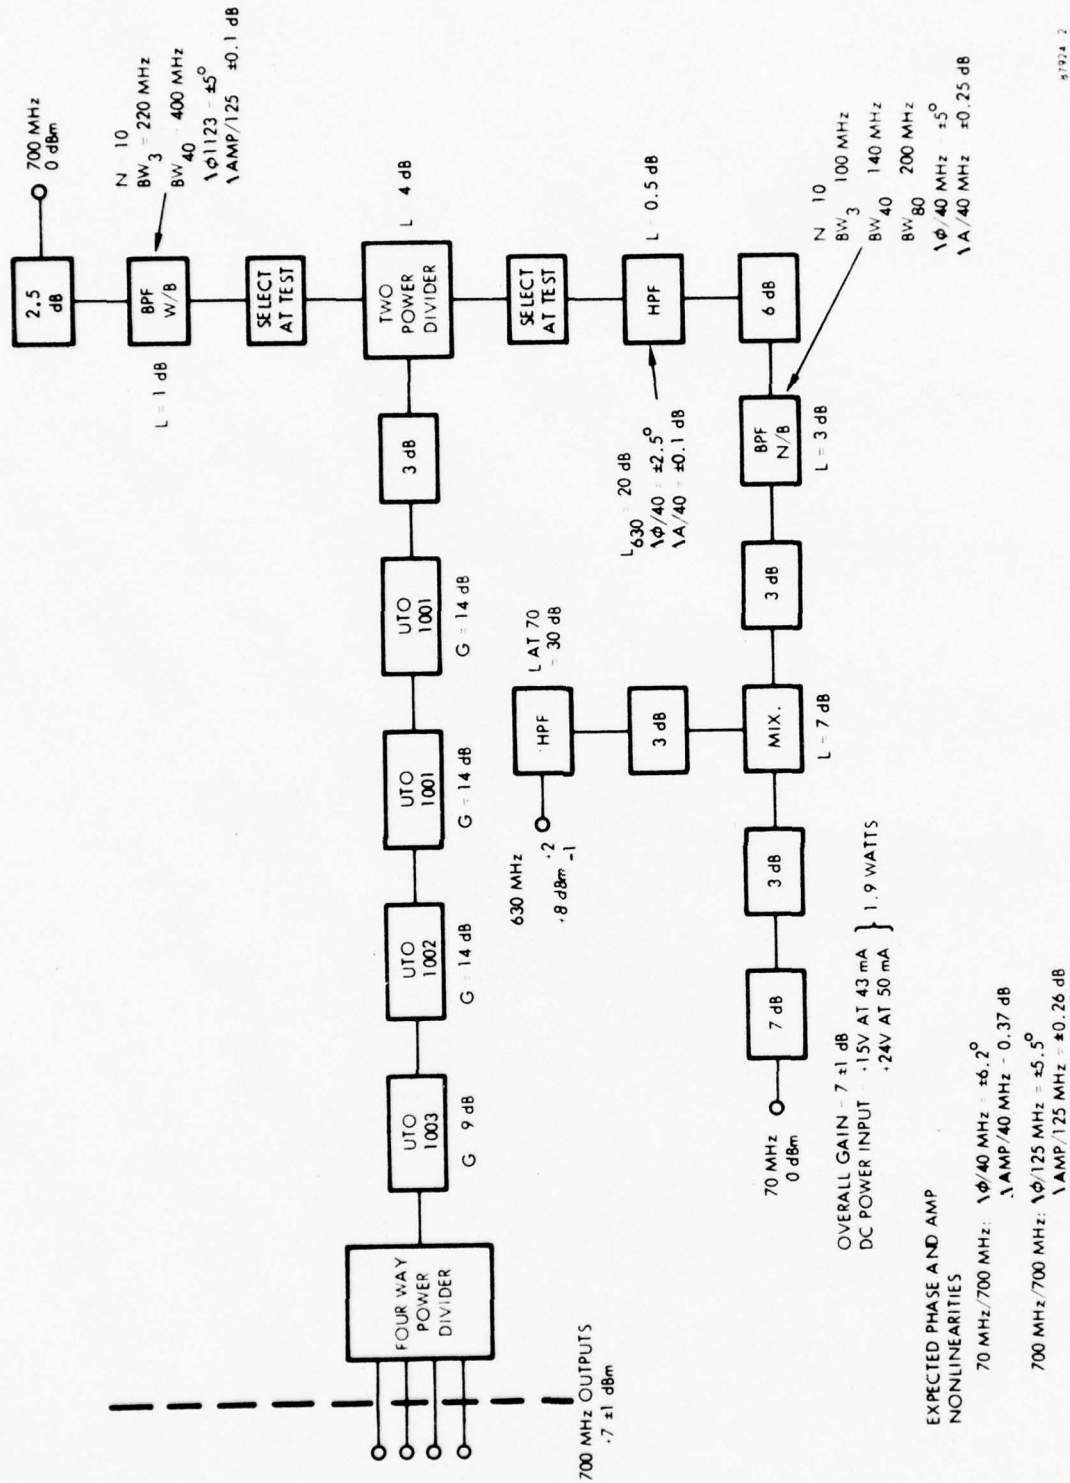 700 MHz
0 dBm
2.5
dB
N 10
BW3 = 220 MHz
BW40 400 MHz
\ϕ1123 - ±5°
\AMP/125 ±0.1 dB
BPF
W/B
L = 1 dB
SELECT
AT TEST
TWO
POWER
DIVIDER
L 4 dB
3 dB
UTO
1001
G = 14 dB
UTO
1001
G = 14 dB
UTO
1002
G = 14 dB
UTO
1003
G 9 dB
FOUR WAY
POWER
DIVIDER
700 MHz OUTPUTS
·7 ±1 dBm
SELECT
AT TEST
HPF
L 0.5 dB
L630 = 20 dB
\ϕ/40 = ±2.5°
\A/40 = ±0.1 dB
6 dB
BPF
N/B
L = 3 dB
N 10
BW3 100 MHz
BW40 140 MHz
BW80 200 MHz
\ϕ/40 MHz ±5°
\A/40 MHz ±0.25 dB
3 dB
MIX.
L = 7 dB
3 dB
HPF
L AT 70
= 30 dB
630 MHz
·8 dBm ·2 -1
3 dB
7 dB
70 MHz
0 dBm
OVERALL GAIN - 7 ±1 dB
DC POWER INPUT - ·15V AT 43 mA
·24V AT 50 mA } 1.9 WATTS
EXPECTED PHASE AND AMP
NONLINEARITIES
70 MHz/700 MHz: \ϕ/40 MHz = ±6.2°
\AMP/40 MHz - 0.37 dB
700 MHz/700 MHz: \ϕ/125 MHz = ±5.5°
\AMP/125 MHz = ±0.26 dB
87924 2